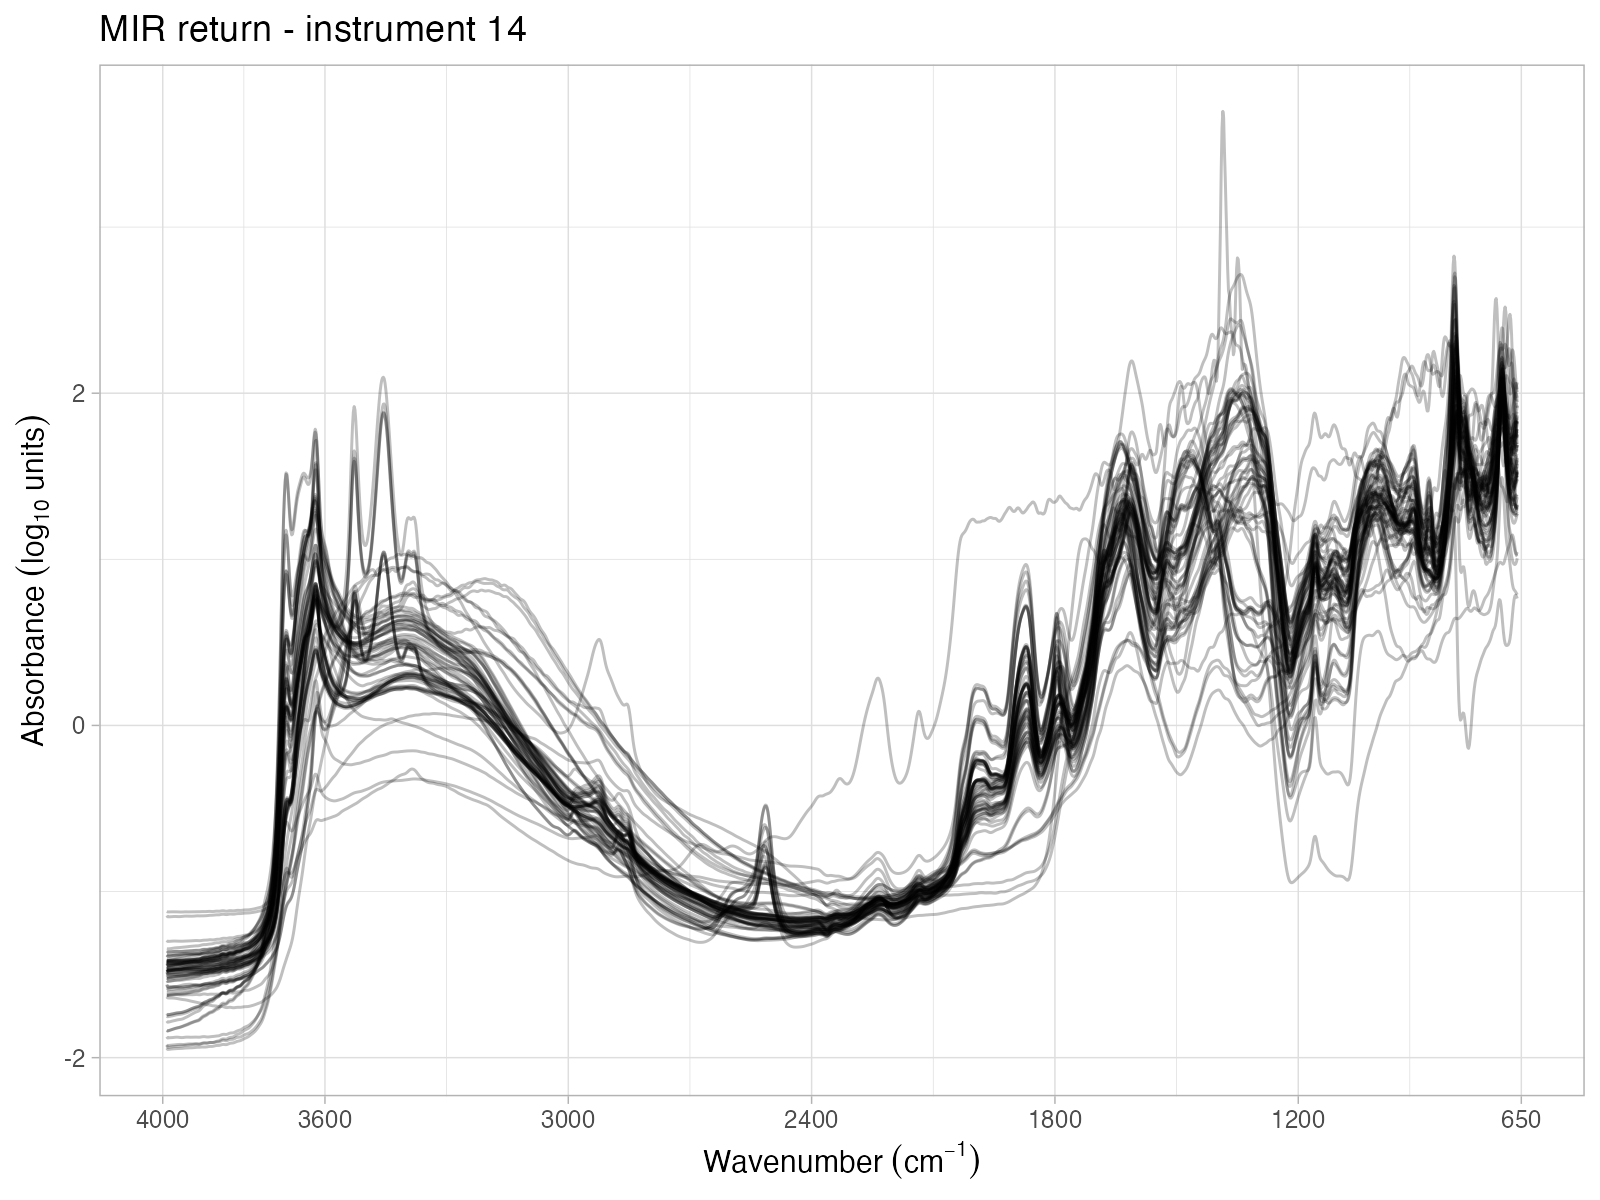 MIR return - instrument 14
Absorbance (log₁₀ units)
2
0
-2
4000 3600 3000 2400 1800 1200 650
Wavenumber (cm⁻¹)